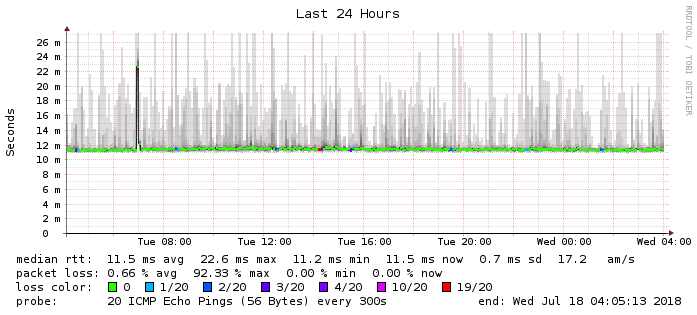 Last 24 Hours
RRDTOOL / TOBI OETIKER
Seconds
26 m
24 m
22 m
20 m
18 m
16 m
14 m
12 m
10 m
8 m
6 m
4 m
2 m
0
Tue 08:00 Tue 12:00 Tue 16:00 Tue 20:00 Wed 00:00 Wed 04:00
median rtt: 11.5 ms avg 22.6 ms max 11.2 ms min 11.5 ms now 0.7 ms sd 17.2 am/s
packet loss: 0.66 % avg 92.33 % max 0.00 % min 0.00 % now
loss color: 0 1/20 2/20 3/20 4/20 10/20 19/20
probe: 20 ICMP Echo Pings (56 Bytes) every 300s end: Wed Jul 18 04:05:13 2018